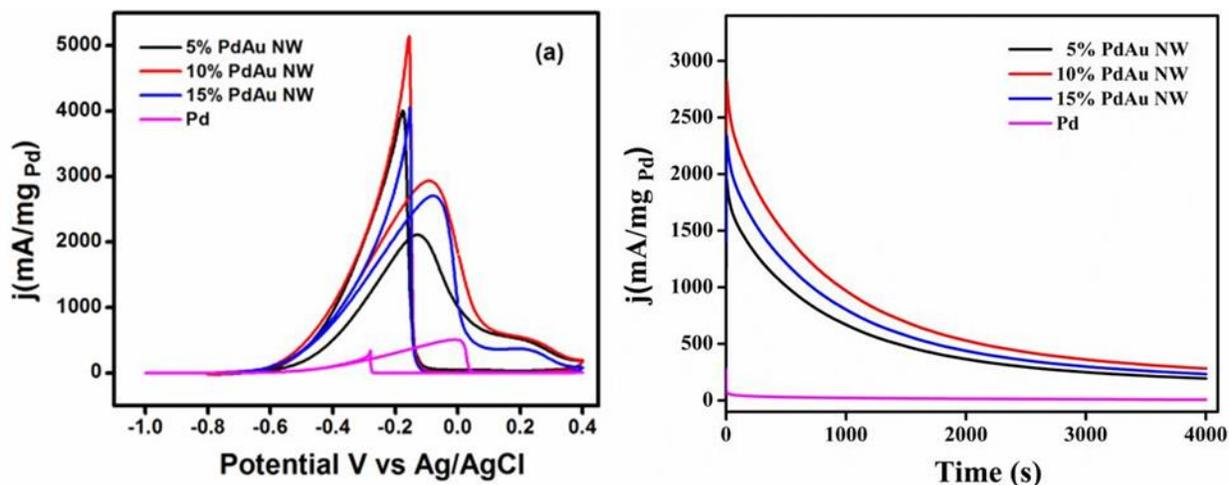 5% PdAu NW
10% PdAu NW
15% PdAu NW
Pd
(a)
5000
4000
3000
2000
1000
0
j(mA/mg Pd)
-1.0 -0.8 -0.6 -0.4 -0.2 0.0 0.2 0.4
Potential V vs Ag/AgCl
5% PdAu NW
10% PdAu NW
15% PdAu NW
Pd
3000
2500
2000
1500
1000
500
0
j(mA/mg Pd)
0 1000 2000 3000 4000
Time (s)